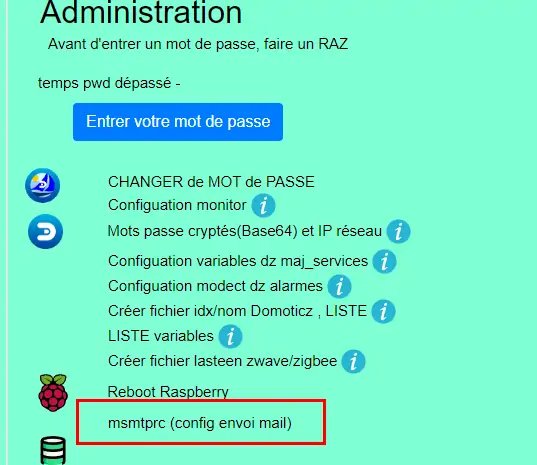 Administration
Avant d'entrer un mot de passe, faire un RAZ
temps pwd dépassé -
Entrer votre mot de passe
CHANGER de MOT de PASSE
Configuation monitor i
Mots passe cryptés(Base64) et IP réseau i
Configuation variables dz maj_services i
Configuation modect dz alarmes i
Créer fichier idx/nom Domoticz , LISTE i
LISTE variables i
Créer fichier lasteen zwave/zigbee i
Reboot Raspberry
msmtprc (config envoi mail)